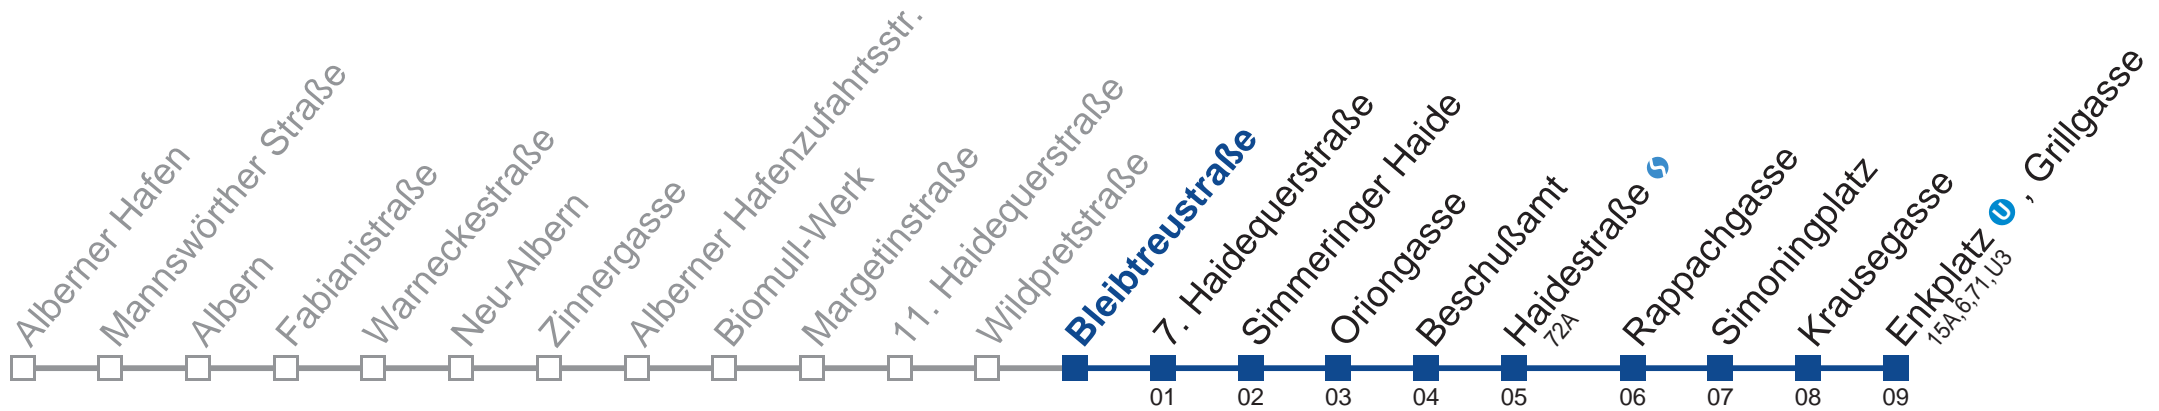 Alberner Hafen
Mannswörther Straße
Albern
Fabianistraße
Warneckestraße
Neu-Albern
Zinnergasse
Alberner Hafenzufahrtsstr.
Biomull-Werk
Margetinstraße
11. Haidequerstraße
Wildpretstraße
Bleibtreustraße
7. Haidequerstraße
Simmeringer Haide
Oriongasse
Beschußamt
Haidestraße
72A
Rappachgasse
Simoningplatz
Krausegasse
Enkplatz U , Grillgasse
15A,6,71,U3
01 02 03 04 05 06 07 08 09